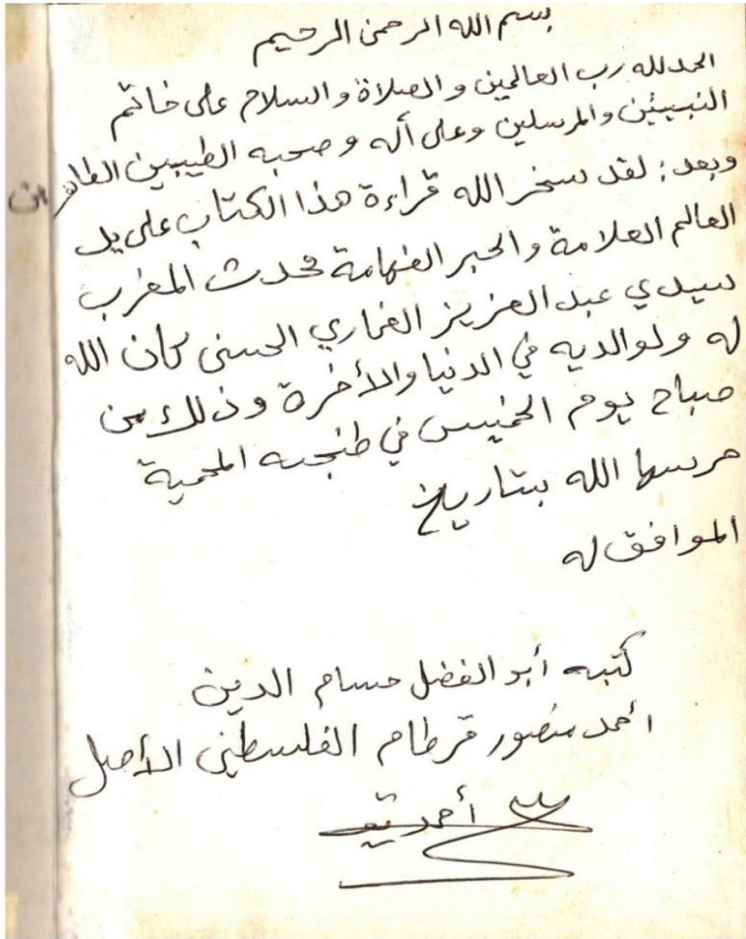 بسم الله الرحمن الرحيم
الحمد لله رب العالمين والصلاة والسلام على خاتم
النبيئين والمرسلين وعلى آله وصحبه الطيبين الطاهرين
وبعد: لقد سخر الله قراءة هذا الكتاب على يد
العالم العلامة والحبر الفهامة محدث المغرب
سيدي عبد العزيز الغماري الحسني كان الله
له ولوالديه في الدنيا والأخرة وذلك من
صباح يوم الخميس في طنجه المحمية
حرسها الله بتاريخ
الموافق له
كتبه أبو الفضل حسام الدين
أحمد منصور قرطام الفلسطيني الأصل
أحمد